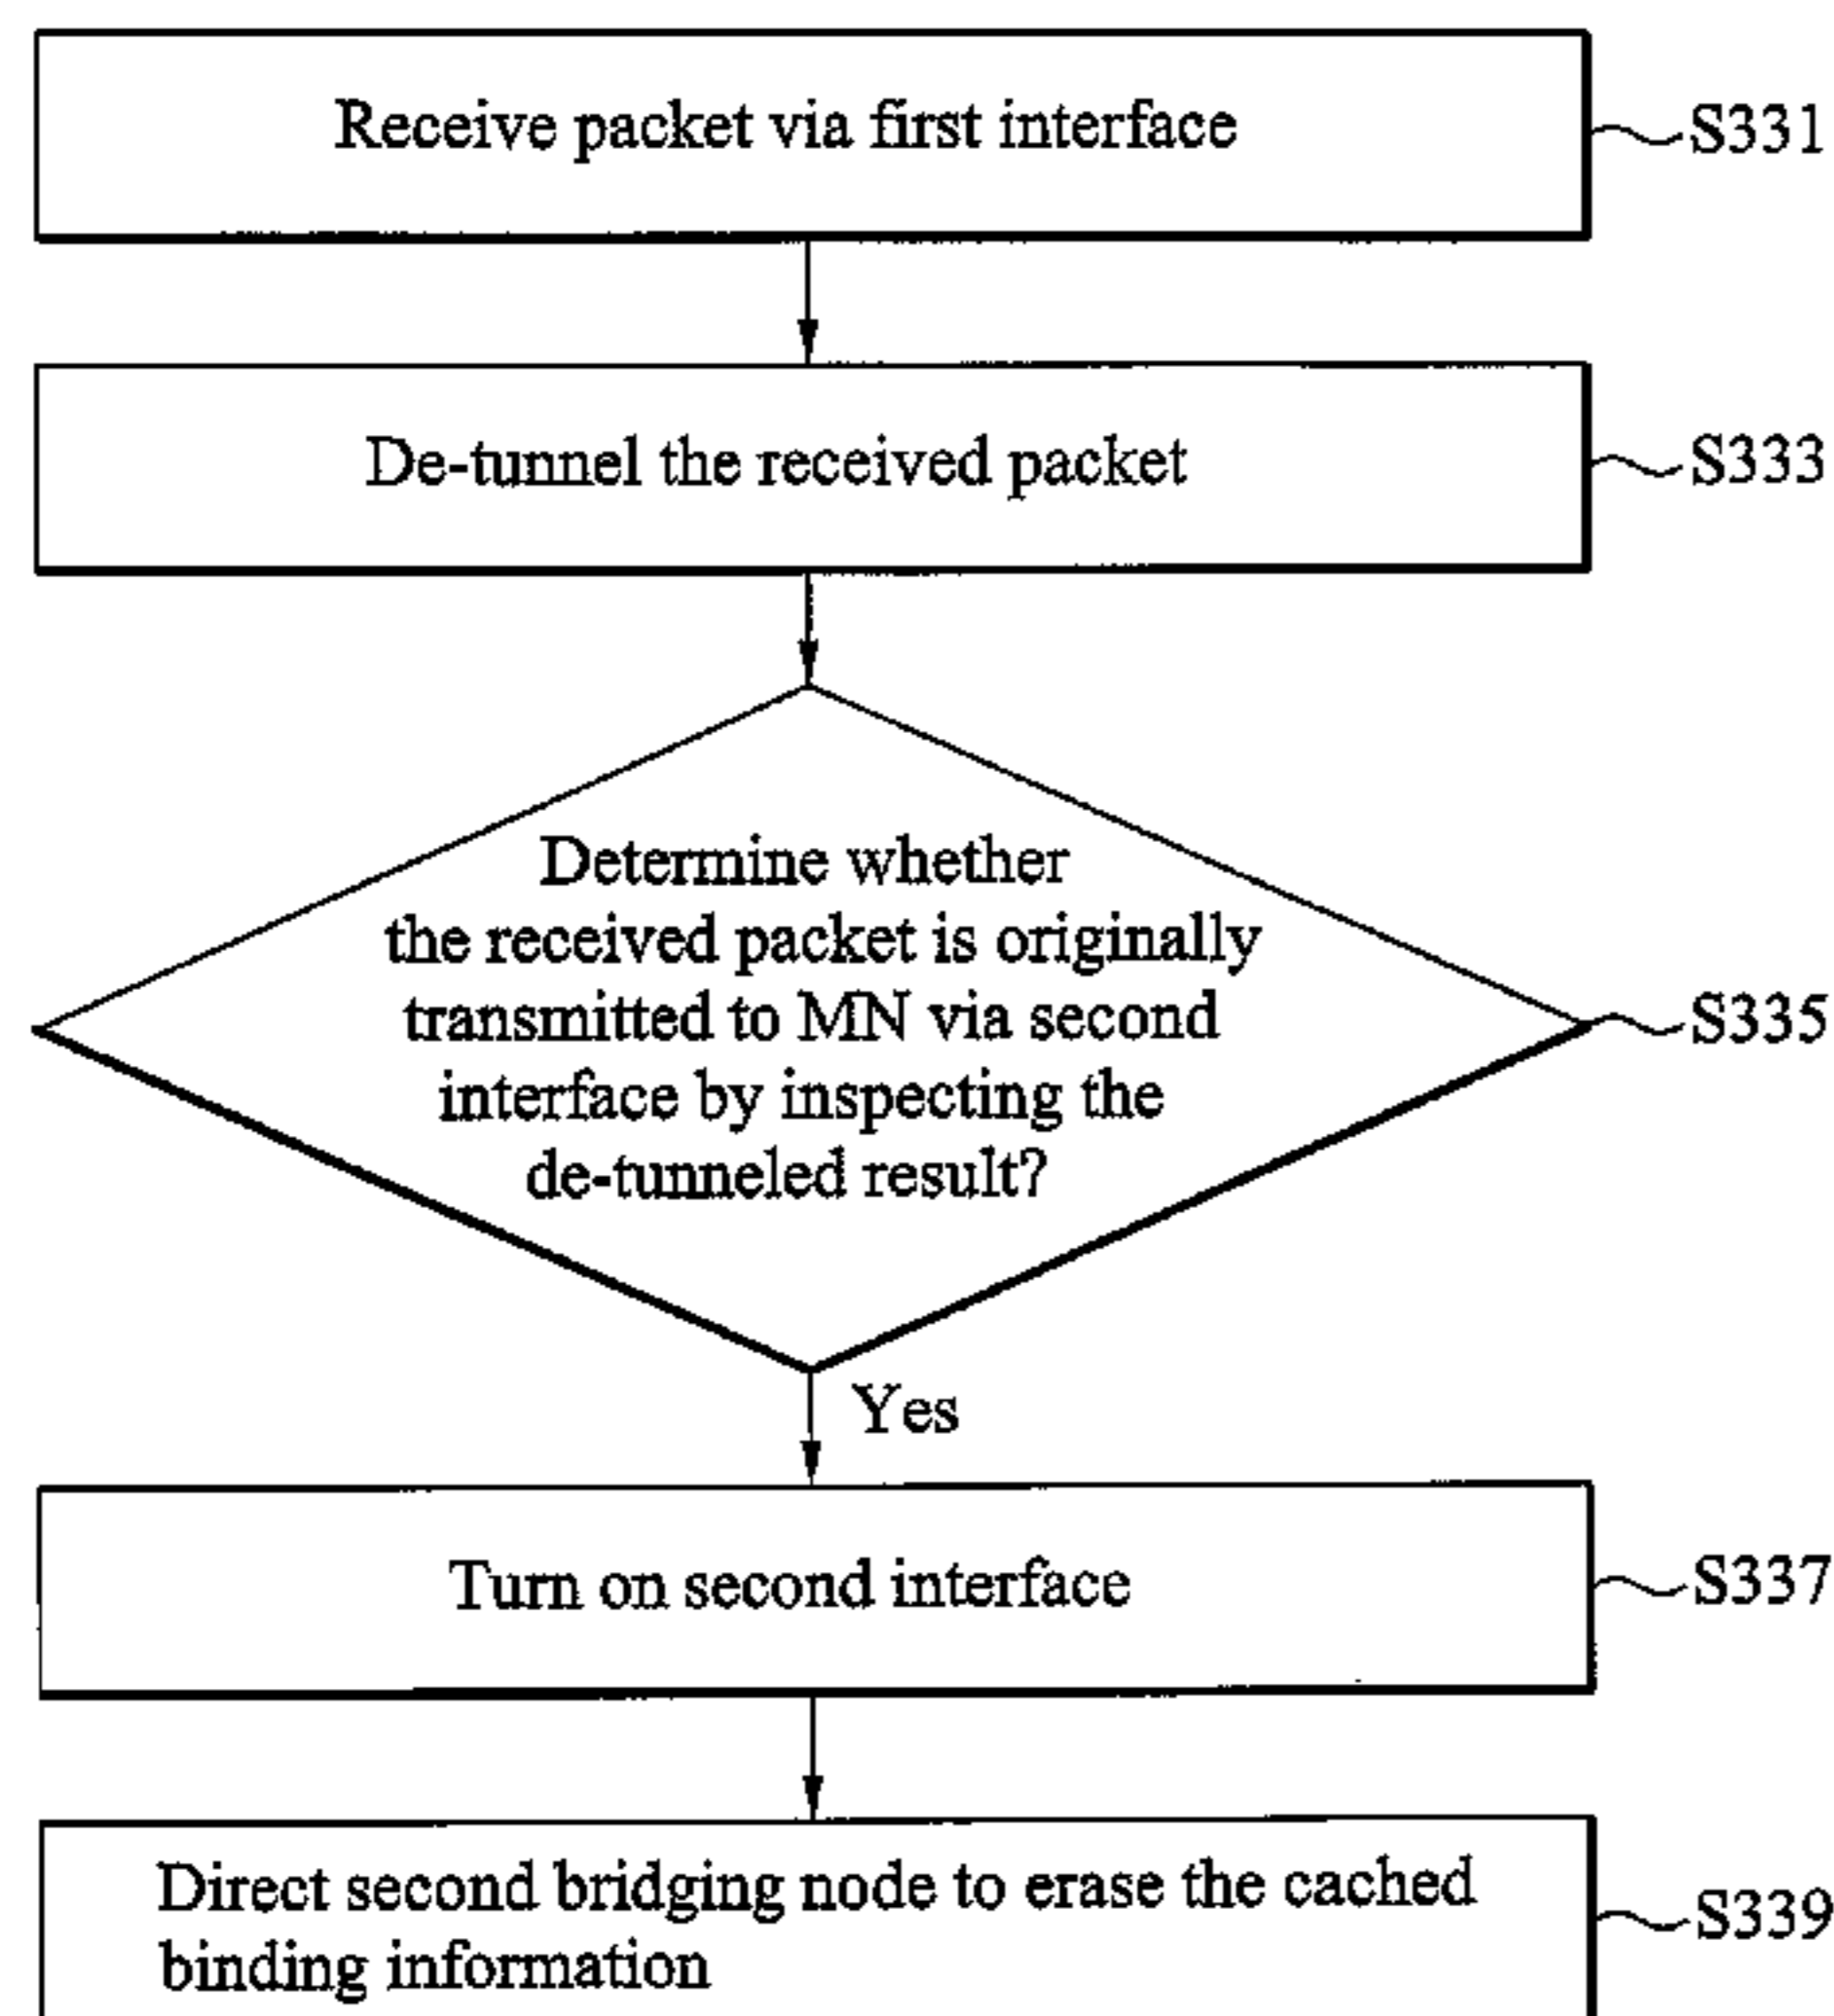 Receive packet via first interface
S331
De-tunnel the received packet
S333
Determine whether
the received packet is originally
transmitted to MN via second
interface by inspecting the
de-tunneled result?
S335
Yes
Turn on second interface
S337
Direct second bridging node to erase the cached
binding information
S339